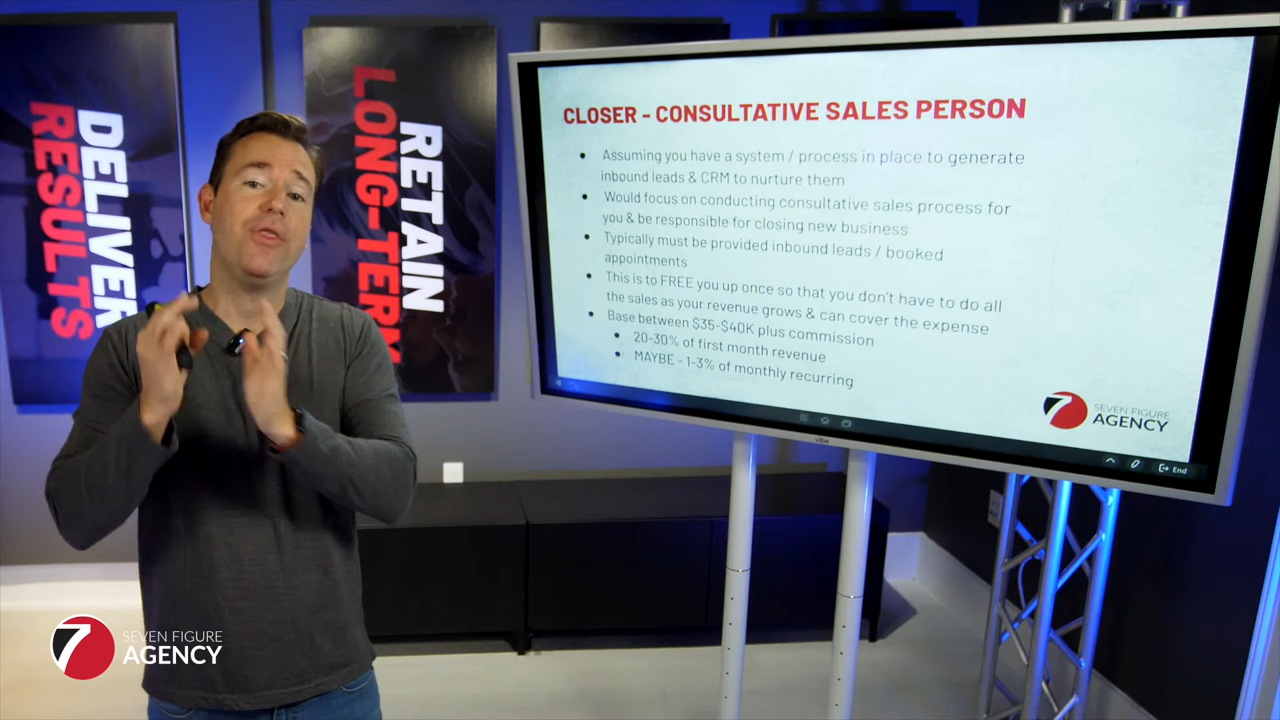 DELIVER
RESULTS
RETAIN
LONG-TERM
CLOSER - CONSULTATIVE SALES PERSON
• Assuming you have a system / process in place to generate
inbound leads & CRM to nurture them
• Would focus on conducting consultative sales process for
you & be responsible for closing new business
• Typically must be provided inbound leads / booked
appointments
• This is to FREE you up once so that you don't have to do all
the sales as your revenue grows & can cover the expense
• Base between $35-$40K plus commission
• 20-30% of first month revenue
• MAYBE - 1-3% of monthly recurring
7 SEVEN FIGURE
AGENCY
End
vibe
7 SEVEN FIGURE
AGENCY